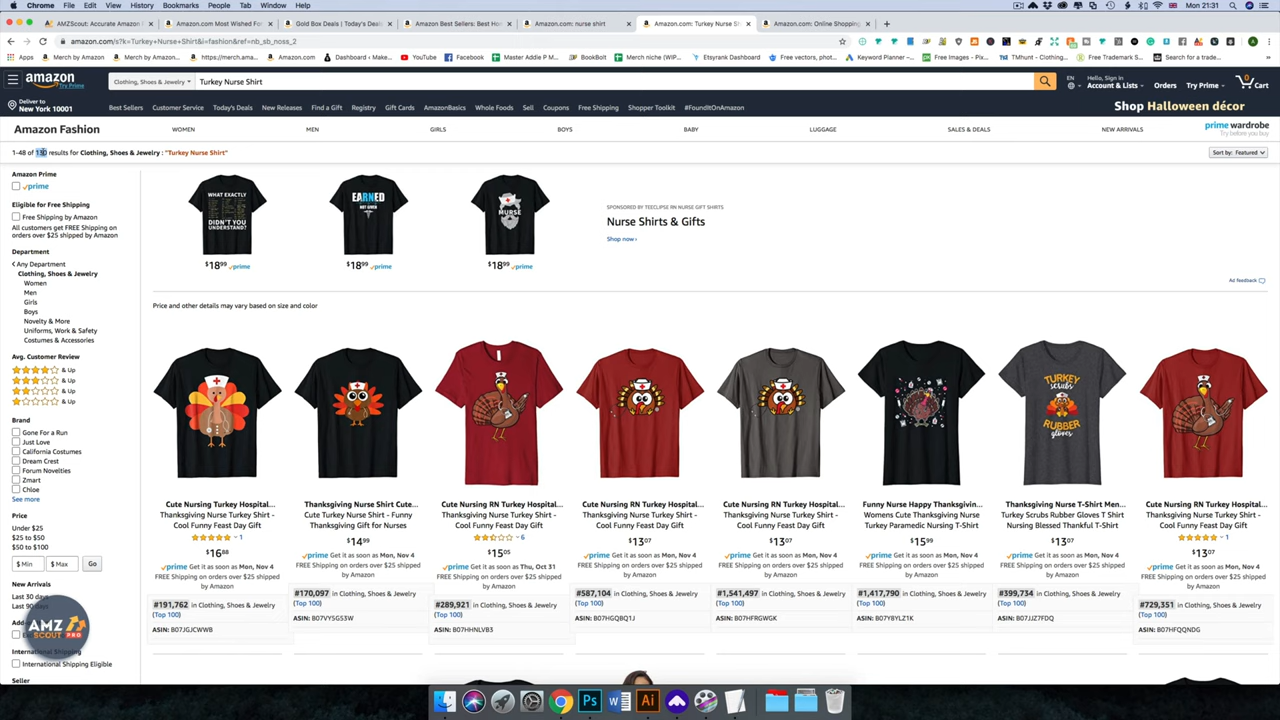 Chrome File Edit View History Bookmarks People Tab Window Help
Mon 21:31
AMZScout: Accurate Amazon
Amazon.com Most Wished Fo
Gold Box Deals | Today's Deals
Amazon Best Sellers: Best Ho
Amazon.com: nurse shirt
Amazon.com: Turkey Nurse Sh
Amazon.com: Online Shopping
amazon.com/s?k=Turkey+Nurse+Shirt&i=fashion&ref=nb_sb_noss_2
Apps Merch by Amazon Merch by Amazon https://merch.ama... Amazon.com Dashboard ‹ Make... YouTube Facebook Master Addie P M... BookBolt Merch niche (WIP)... Etsyrank Dashboard Free vectors, phot... Keyword Planner –... Free Images - Pix... TMhunt - Changin... Free Trademark S... Search for a trade...
amazon
Try Prime
Clothing, Shoes & Jewelry
Turkey Nurse Shirt
EN
Hello, Sign in
Account & Lists
Orders
Try Prime
0
Cart
Deliver to
New York 10001
Best Sellers Customer Service Today's Deals New Releases Find a Gift Registry Gift Cards AmazonBasics Whole Foods Sell Coupons Free Shipping Shopper Toolkit #FoundItOnAmazon
Shop Halloween décor
Amazon Fashion WOMEN MEN GIRLS BOYS BABY LUGGAGE SALES & DEALS NEW ARRIVALS
prime wardrobe
Try before you buy
1-48 of 130 results for Clothing, Shoes & Jewelry : "Turkey Nurse Shirt"
Sort by: Featured
Amazon Prime
prime
Eligible for Free Shipping
Free Shipping by Amazon
All customers get FREE Shipping on
orders over $25 shipped by Amazon
Department
Any Department
Clothing, Shoes & Jewelry
Women
Men
Girls
Boys
Novelty & More
Uniforms, Work & Safety
Costumes & Accessories
Avg. Customer Review
& Up
& Up
& Up
& Up
Brand
Gone For a Run
Just Love
California Costumes
Dream Crest
Forum Novelties
Zmart
Chloe
See more
Price
Under $25
$25 to $50
$50 to $100
$ Min $ Max Go
New Arrivals
Last 30 days
Last 90
AMZ
SCOUT PRO
International Shipping
International Shipping Eligible
Seller
WHAT EXACTLY
DIDN'T YOU
UNDERSTAND?
$18.99 prime
EARNED
NOT GIVEN
$18.99 prime
MURSE
$18.99 prime
SPONSORED BY TEECLIPSE RN NURSE GIFT SHIRTS
Nurse Shirts & Gifts
Shop now ›
Ad feedback
Price and other details may vary based on size and color
Cute Nursing Turkey Hospital...
Thanksgiving Nurse Shirt -
Cool Funny Feast Day Gift
1
$16.88
prime Get it as soon as Mon, Nov 4
FREE Shipping on orders over $25 shipped
by Amazon
#191,762 in Clothing, Shoes & Jewelry
(Top 100)
ASIN: B07JGJCWWB
Thanksgiving Nurse Shirt Cute...
Cute Turkey Nurse Shirt - Funny
Thanksgiving Gift for Nurses
$14.99
prime Get it as soon as Mon, Nov 4
FREE Shipping on orders over $25 shipped
by Amazon
#170,097 in Clothing, Shoes & Jewelry
(Top 100)
ASIN: B07VYSG53W
Cute Nursing RN Turkey Hospital...
Thanksgiving Nurse Turkey Shirt -
Cool Funny Feast Day Gift
6
$15.05
prime Get it as soon as Thu, Oct 31
FREE Shipping on orders over $25 shipped
by Amazon
#289,921 in Clothing, Shoes & Jewelry
(Top 100)
ASIN: B07HHNLVB3
Cute Nursing RN Turkey Hospital...
Thanksgiving Nurse Turkey Shirt -
Cool Funny Feast Day Gift
$13.07
prime Get it as soon as Mon, Nov 4
FREE Shipping on orders over $25 shipped
by Amazon
#587,104 in Clothing, Shoes & Jewelry
(Top 100)
ASIN: B07HGQBQ1J
Cute Nursing RN Turkey Hospital...
Thanksgiving Nurse Turkey Shirt -
Cool Funny Feast Day Gift
$13.07
prime Get it as soon as Mon, Nov 4
FREE Shipping on orders over $25 shipped
by Amazon
#1,541,497 in Clothing, Shoes & Jewelry
(Top 100)
ASIN: B07HFRGWGK
Funny Nurse Happy Thanksgiving...
Womens Cute Thanksgiving Nurse
Turkey Paramedic Nursing T-Shirt
$15.99
prime Get it as soon as Mon, Nov 4
FREE Shipping on orders over $25 shipped
by Amazon
#1,417,790 in Clothing, Shoes & Jewelry
(Top 100)
ASIN: B07Y8YLZ1K
TURKEY
SCRUBS
RUBBER
gloves
Thanksgiving Nurse T-Shirt Men...
Turkey Scrubs Rubber Gloves T Shirt
Nursing Blessed Thankful T-Shirt
$13.07
prime Get it as soon as Mon, Nov 4
FREE Shipping on orders over $25 shipped
by Amazon
#399,734 in Clothing, Shoes & Jewelry
(Top 100)
ASIN: B07JJZ7FDQ
Cute Nursing RN Turkey Hospital...
Thanksgiving Nurse Turkey Shirt -
Cool Funny Feast Day Gift
1
$13.07
prime Get it as soon as Mon, Nov 4
FREE Shipping on orders over $25 shipped
by Amazon
#729,351 in Clothing, Shoes & Jewelry
(Top 100)
ASIN: B07HFQQNDG
Ps
W
Ai